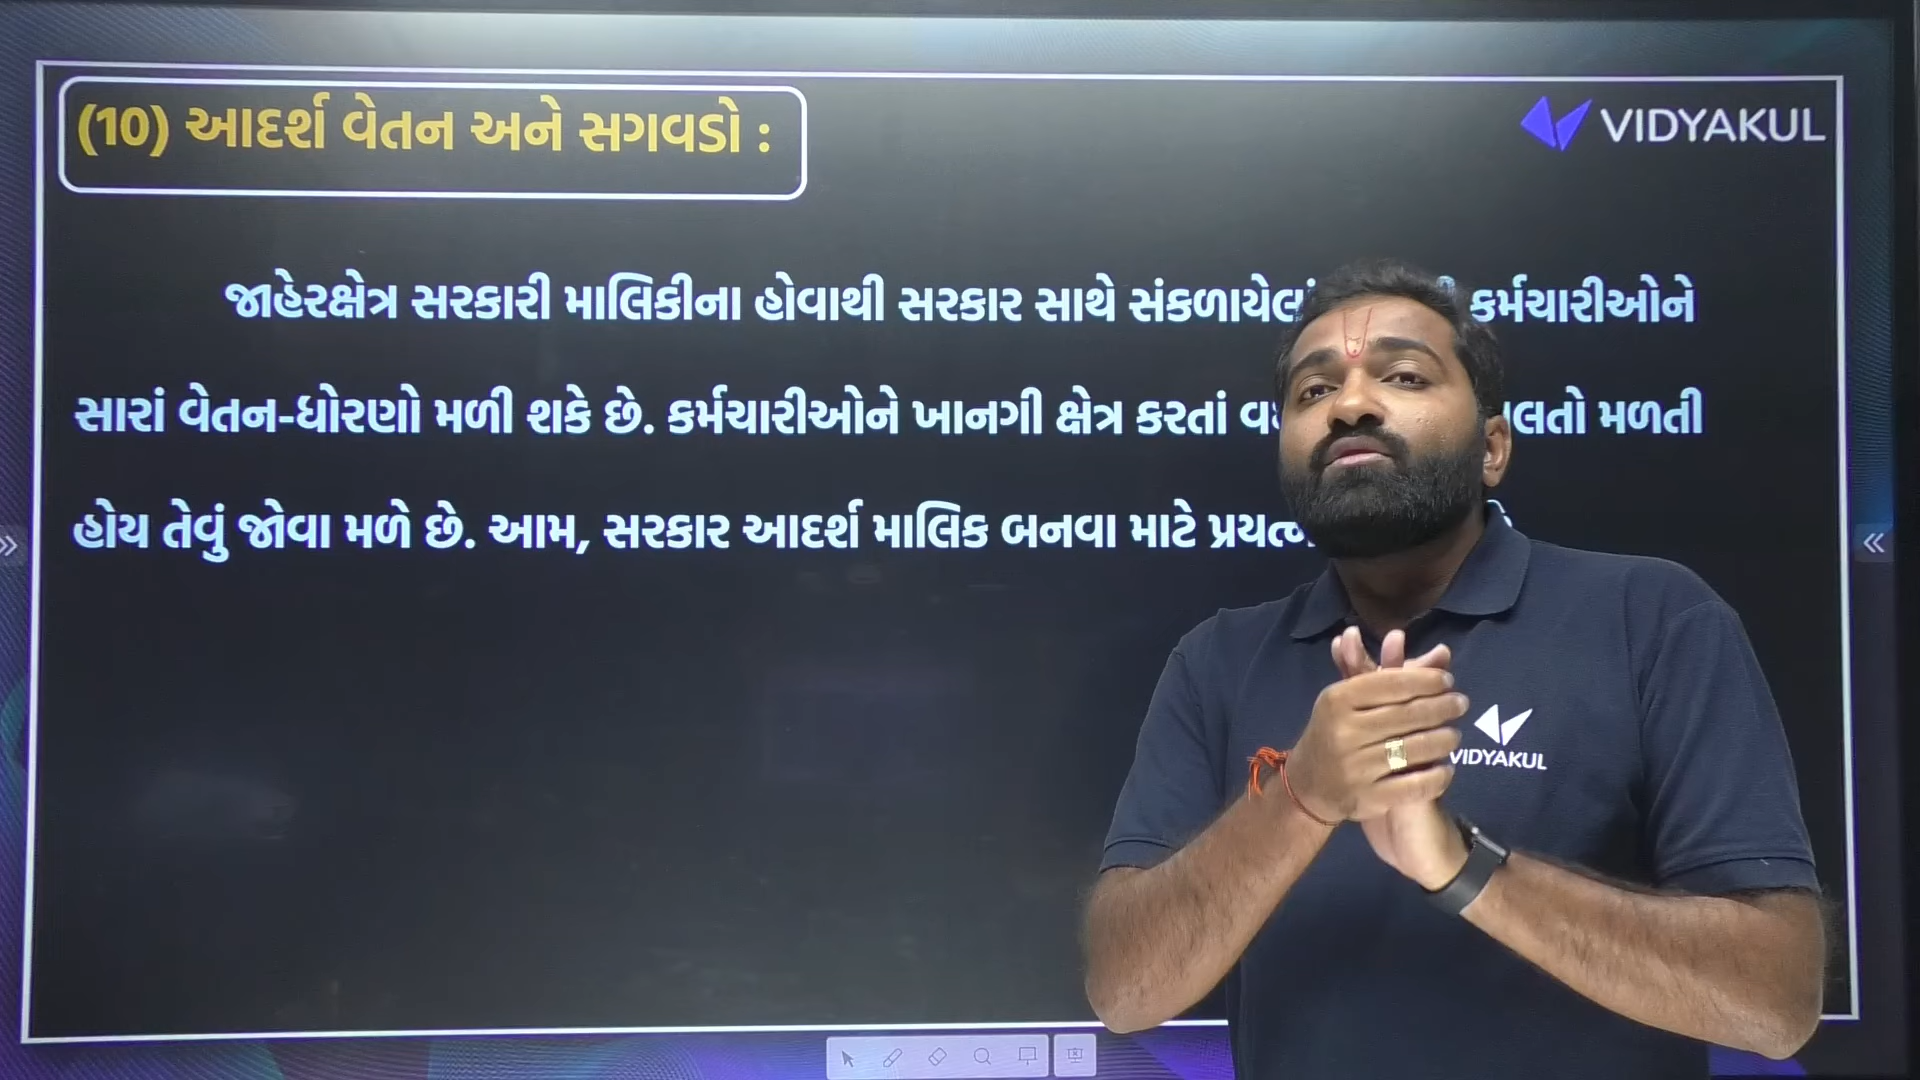 (10) આદર્શ વેતન અને સગવડો :
VIDYAKUL
જાહેરક્ષેત્ર સરકારી માલિકીના હોવાથી સરકાર સાથે સંકળાયેલાં કર્મચારીઓને
સારાં વેતન-ધોરણો મળી શકે છે. કર્મચારીઓને ખાનગી ક્ષેત્ર કરતાં મળતી
હોય તેવું જોવા મળે છે. આમ, સરકાર આદર્શ માલિક બનવા માટે
VIDYAKUL